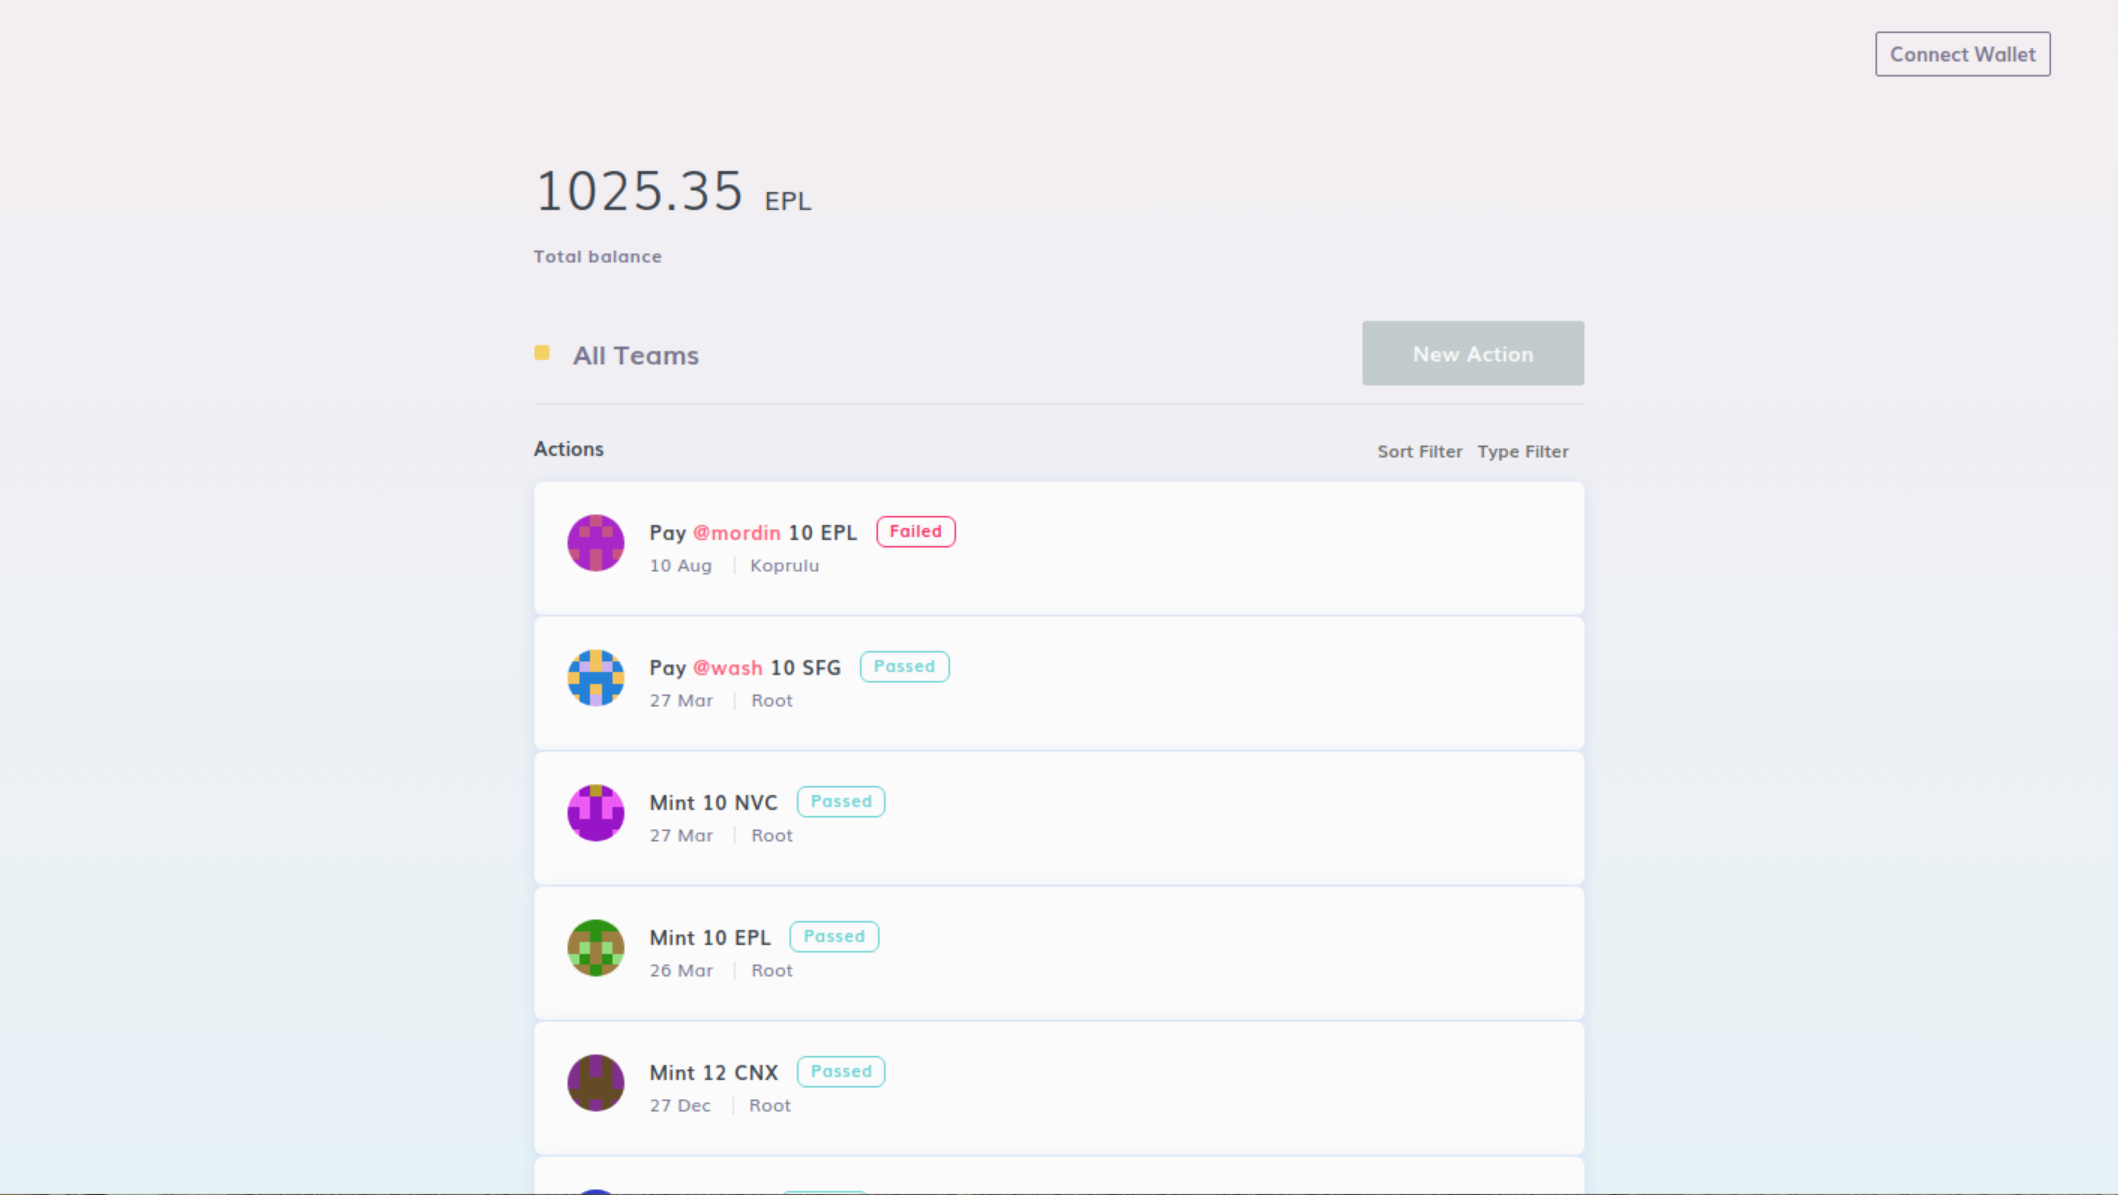 Connect Wallet
1025.35 EPL
Total balance
All Teams
New Action
Actions
Sort Filter Type Filter
Pay @mordin 10 EPL Failed
10 Aug Koprulu
Pay @wash 10 SFG Passed
27 Mar Root
Mint 10 NVC Passed
27 Mar Root
Mint 10 EPL Passed
26 Mar Root
Mint 12 CNX Passed
27 Dec Root